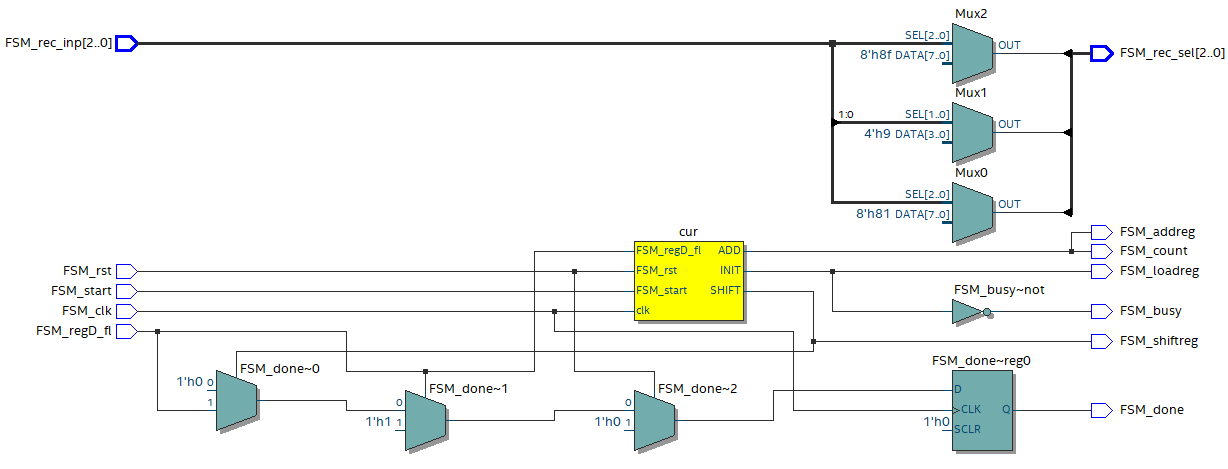 Mux2
FSM_rec_inp[2..0]
SEL[2..0]
OUT
8'h8f DATA[7..0]
FSM_rec_sel[2..0]
Mux1
1:0
SEL[1..0]
OUT
4'h9 DATA[3..0]
Mux0
SEL[2..0]
OUT
8'h81 DATA[7..0]
cur
FSM_addreg
FSM_regD_fl ADD
FSM_count
FSM_rst
FSM_rst INIT
FSM_loadreg
FSM_start
FSM_start SHIFT
FSM_busy~not
FSM_clk
clk
FSM_busy
FSM_regD_fl
FSM_shiftreg
FSM_done~0
FSM_done~1
FSM_done~2
FSM_done~reg0
1'h0 0
1
0
1'h1 1
0
1'h0 1
D
CLK
Q
1'h0 SCLR
FSM_done